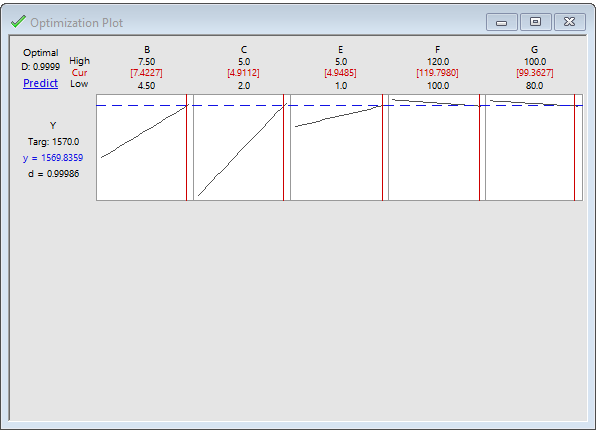 Optimization Plot
Optimal
D: 0.9999
Predict
High
Cur
Low
B
7.50
[7.4227]
4.50
C
5.0
[4.9112]
2.0
E
5.0
[4.9485]
1.0
F
120.0
[119.7980]
100.0
G
100.0
[99.3627]
80.0
Y
Targ: 1570.0
y = 1569.8359
d = 0.99986